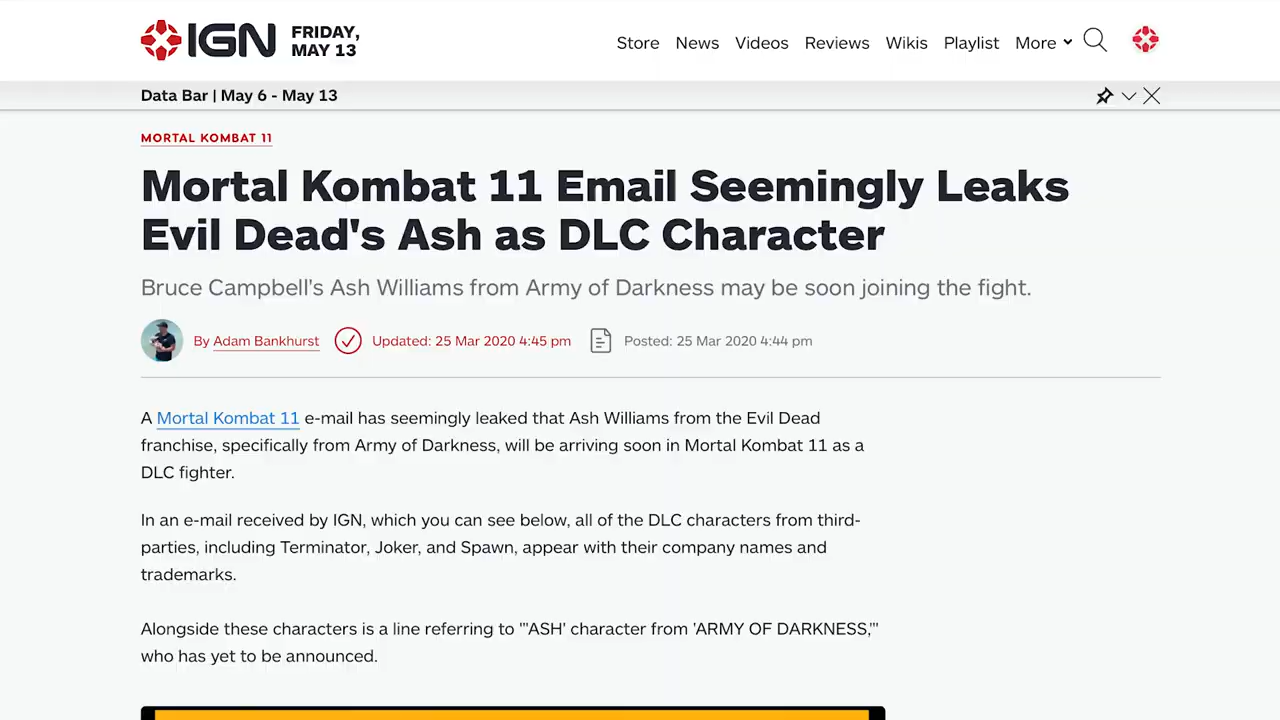 IGN
FRIDAY,
MAY 13
Store News Videos Reviews Wikis Playlist More
Data Bar | May 6 - May 13
MORTAL KOMBAT 11
Mortal Kombat 11 Email Seemingly Leaks
Evil Dead's Ash as DLC Character
Bruce Campbell's Ash Williams from Army of Darkness may be soon joining the fight.
By Adam Bankhurst Updated: 25 Mar 2020 4:45 pm Posted: 25 Mar 2020 4:44 pm
A Mortal Kombat 11 e-mail has seemingly leaked that Ash Williams from the Evil Dead
franchise, specifically from Army of Darkness, will be arriving soon in Mortal Kombat 11 as a
DLC fighter.
In an e-mail received by IGN, which you can see below, all of the DLC characters from third-
parties, including Terminator, Joker, and Spawn, appear with their company names and
trademarks.
Alongside these characters is a line referring to "'ASH' character from 'ARMY OF DARKNESS,'"
who has yet to be announced.